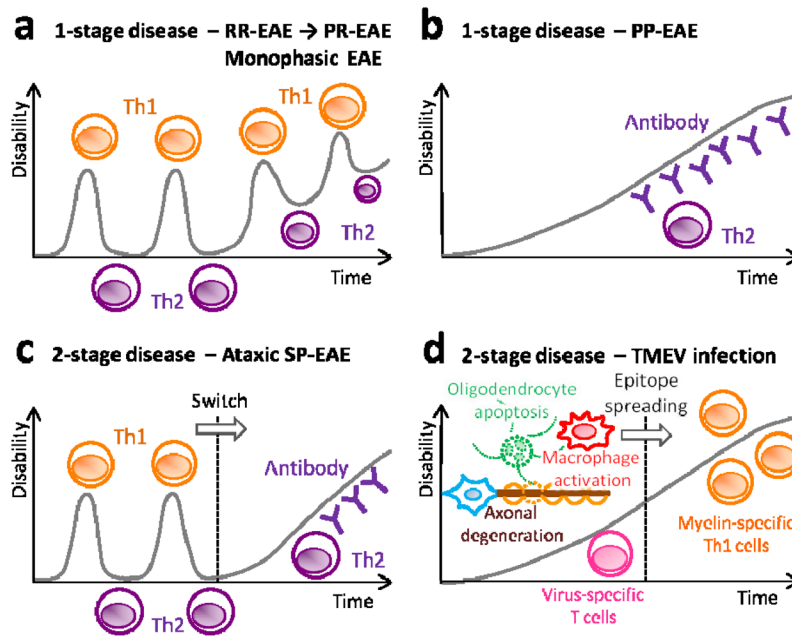 a 1-stage disease – RR-EAE → PR-EAE
Monophasic EAE
Disability
Th1
Th1
Th2
Th2
Time
b 1-stage disease – PP-EAE
Disability
Antibody
Th2
Time
c 2-stage disease – Ataxic SP-EAE
Switch
Disability
Th1
Antibody
Th2
Th2
Time
d 2-stage disease – TMEV infection
Oligodendrocyte
apoptosis
Epitope
spreading
Disability
Macrophage
activation
Axonal
degeneration
Myelin-specific
Th1 cells
Virus-specific
T cells
Time